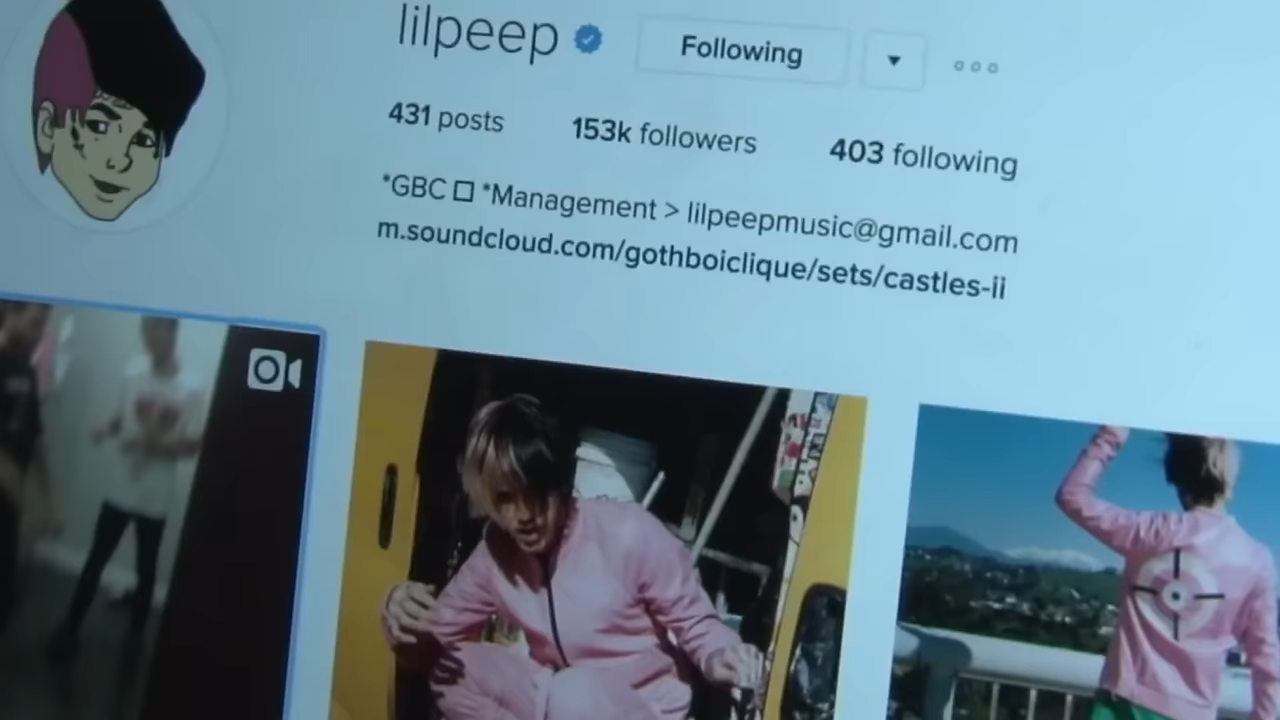 lilpeep
Following
431 posts 153k followers 403 following
*GBC □ *Management > lilpeepmusic@gmail.com
m.soundcloud.com/gothboiclique/sets/castles-ii